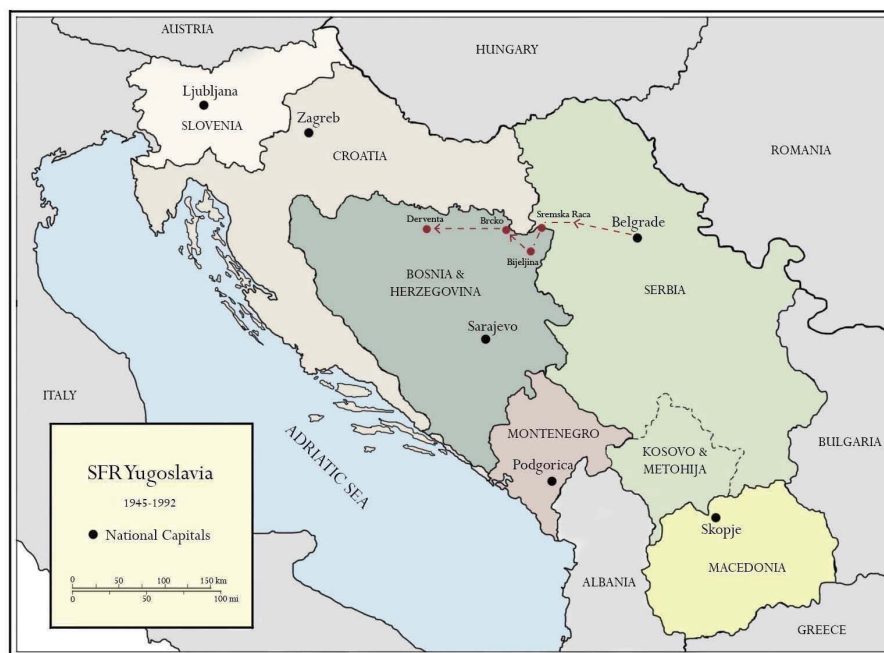 AUSTRIA
HUNGARY
Ljubljana
SLOVENIA
Zagreb
CROATIA
ROMANIA
Derventa
Brcko
Sremska Raca
Belgrade
Bijeljina
BOSNIA &
HERZEGOVINA
SERBIA
Sarajevo
ITALY
ADRIATIC SEA
MONTENEGRO
Podgorica
KOSOVO &
METOHIJA
BULGARIA
Skopje
MACEDONIA
ALBANIA
GREECE
SFR Yugoslavia
1945-1992
National Capitals
0 50 100 150 km
0 50 100 mi